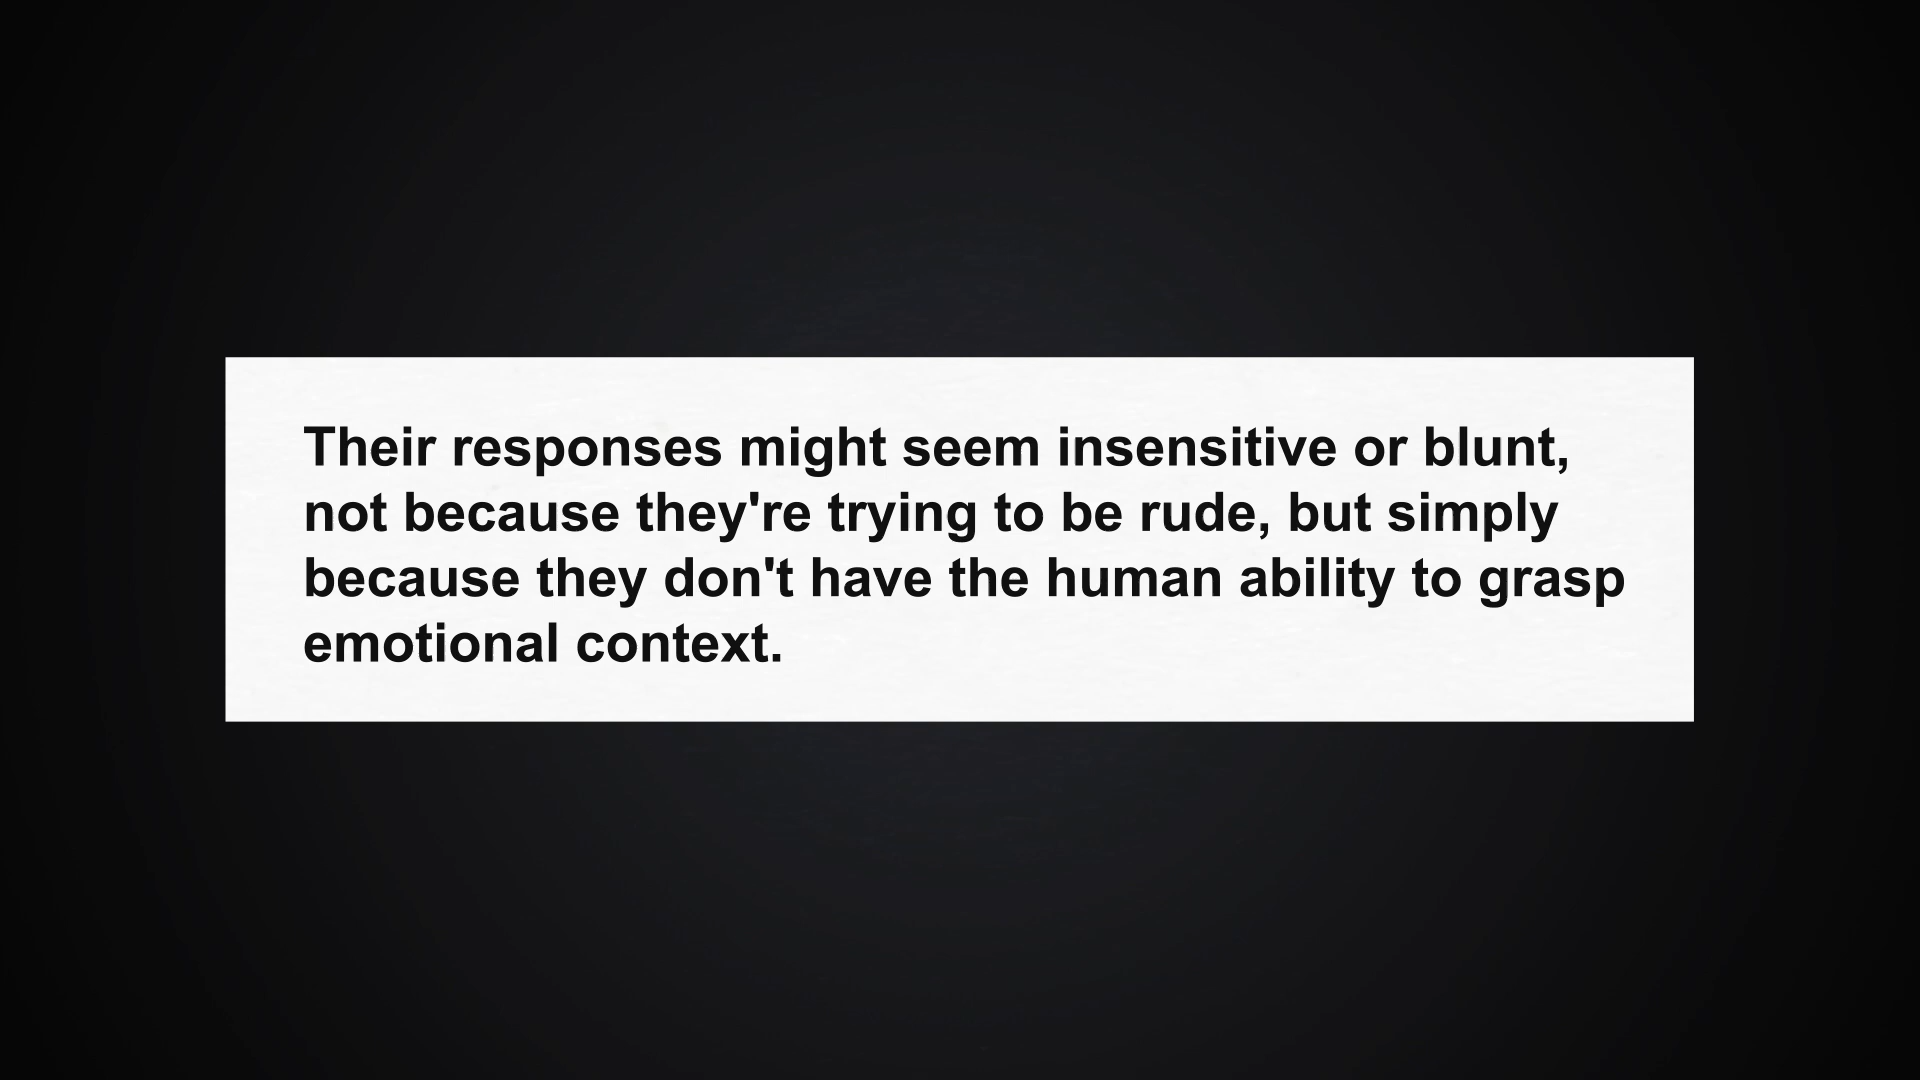 Their responses might seem insensitive or blunt,
not because they're trying to be rude, but simply
because they don't have the human ability to grasp
emotional context.